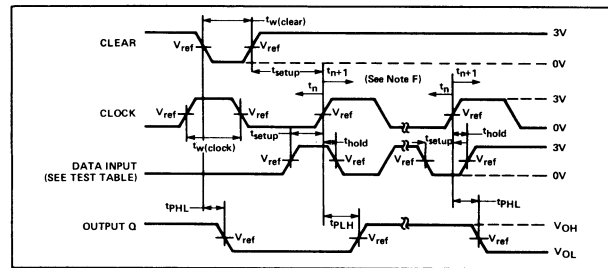 CLEAR
tw(clear)
Vref
Vref
3V
0V
tsetup
tn+1
(See Note F)
tn+1
tn
tn
CLOCK
Vref
Vref
Vref
Vref
3V
0V
tw(clock)
tsetup
thold
tsetup
thold
DATA INPUT
(SEE TEST TABLE)
Vref
Vref
Vref
Vref
3V
0V
tPHL
tPLH
tPHL
OUTPUT Q
Vref
Vref
Vref
VOH
VOL